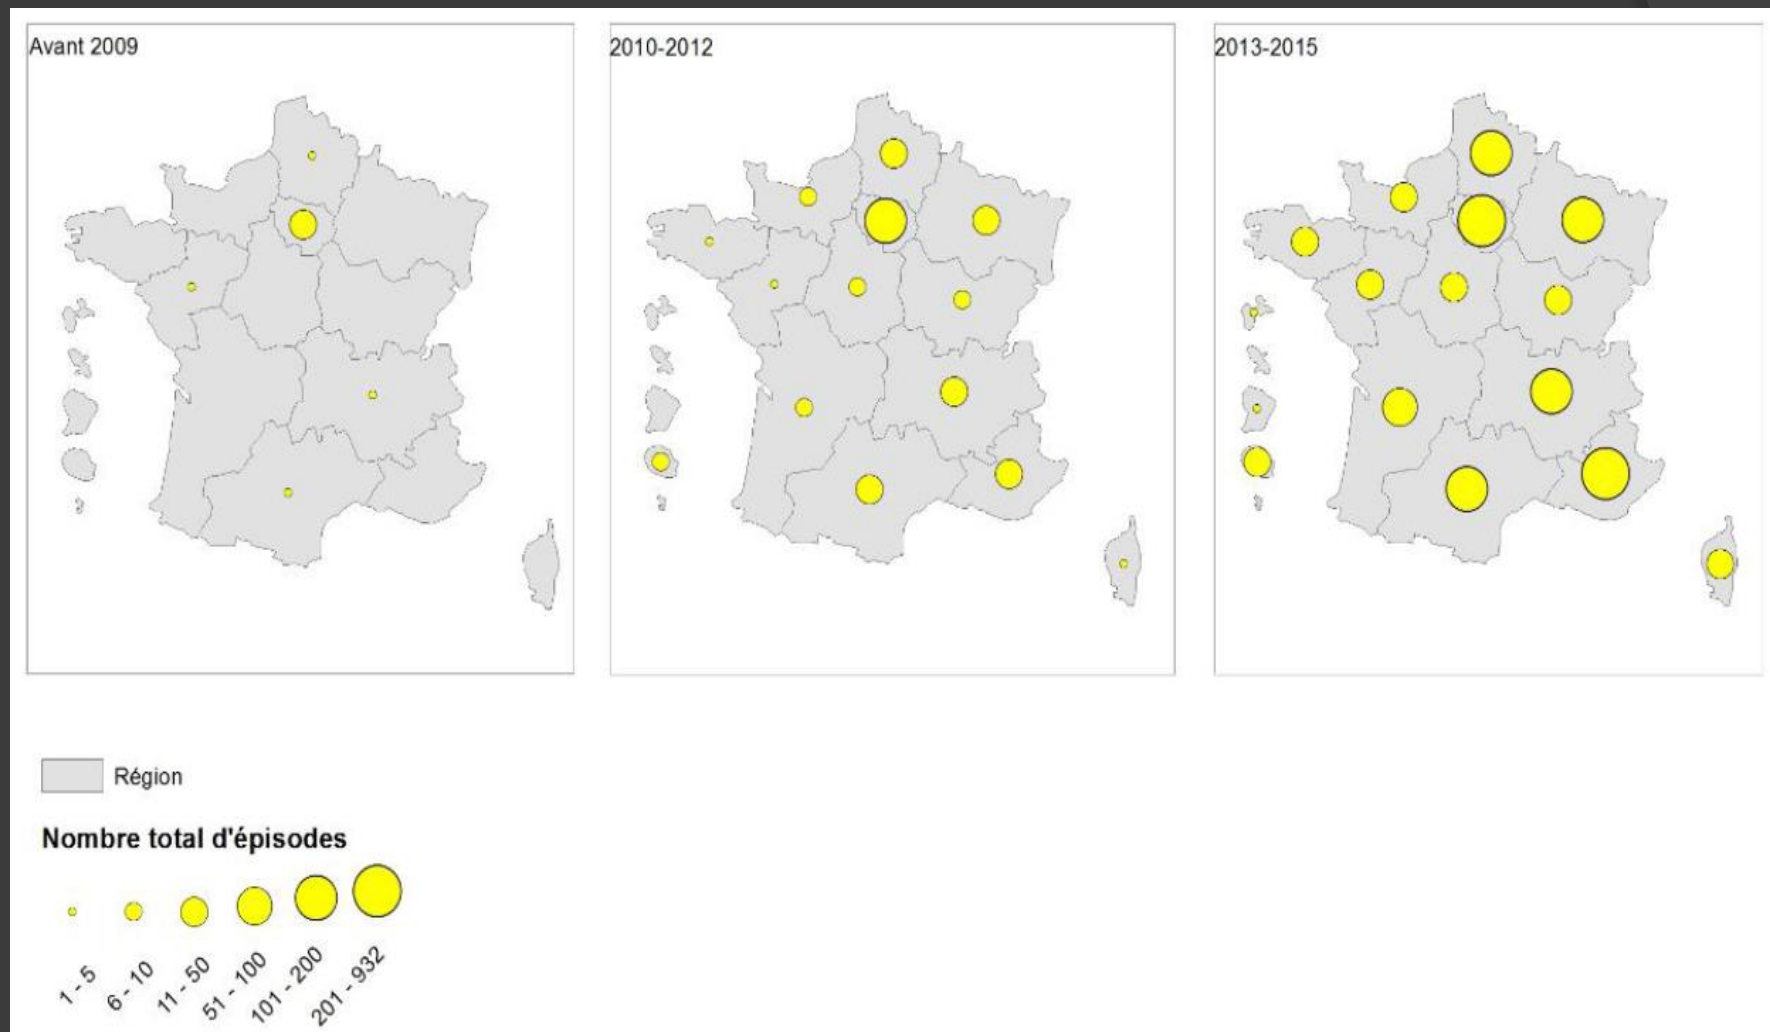 Avant 2009
2010-2012
2013-2015
Région
Nombre total d'épisodes
1 - 5
6 - 10
11 - 50
51 - 100
101 - 200
201 - 932